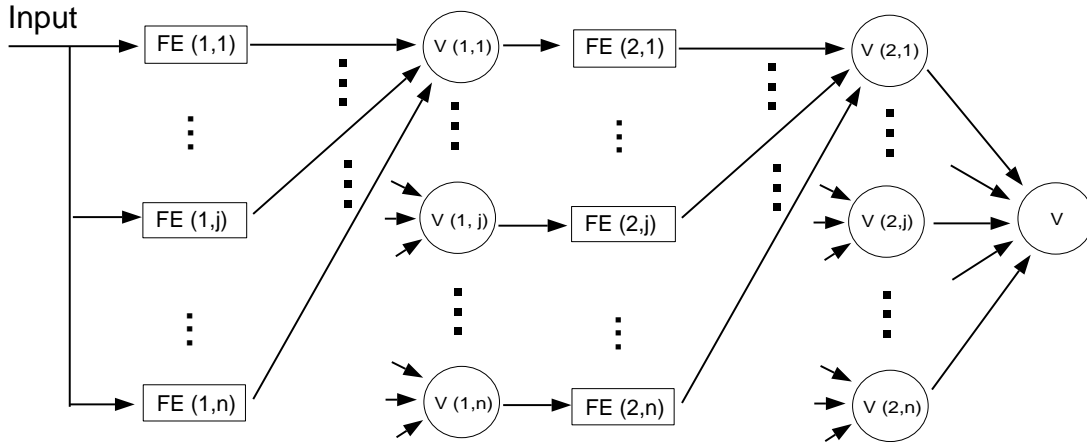 Input
FE (1,1)
V (1,1)
FE (2,1)
V (2,1)
FE (1,j)
V (1, j)
FE (2,j)
V (2,j)
V
FE (1,n)
V (1,n)
FE (2,n)
V (2,n)